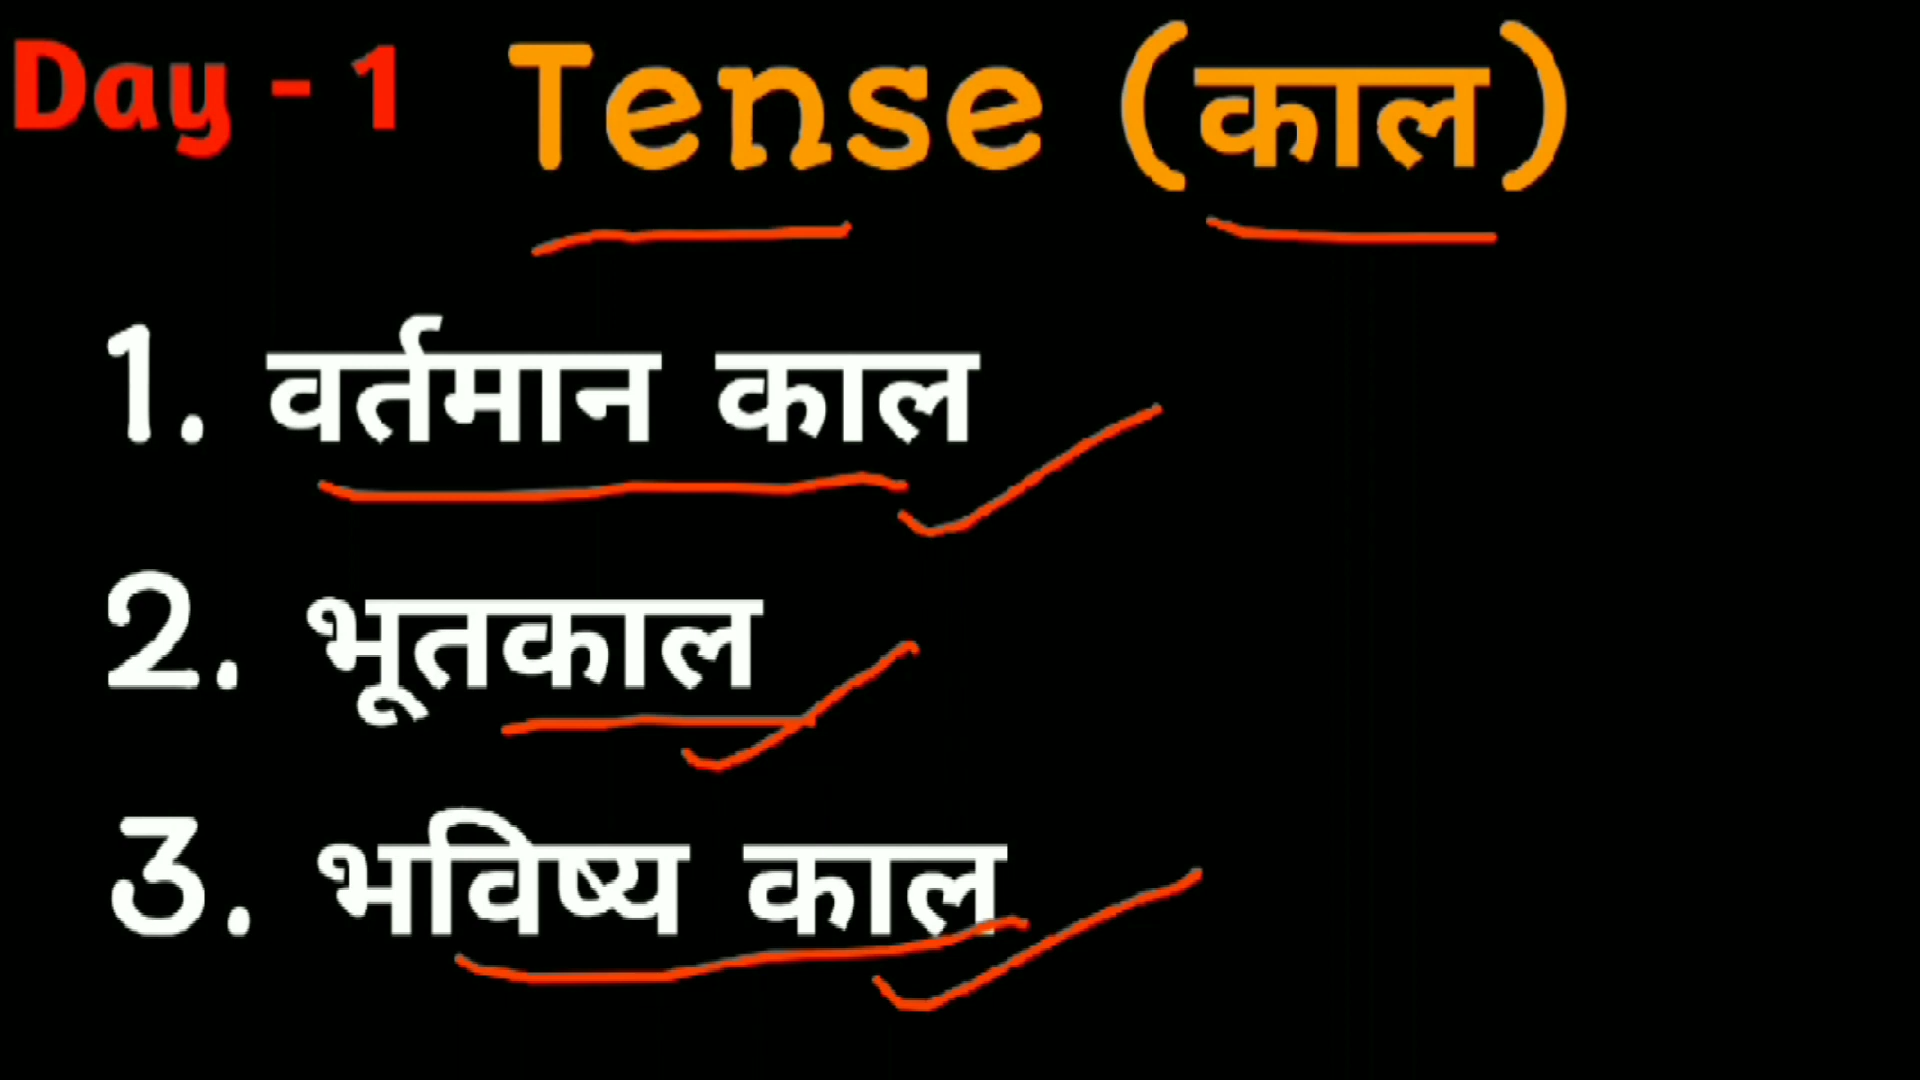 Day - 1 Tense (काल)
1. वर्तमान काल
2. भूतकाल
3. भविष्य काल